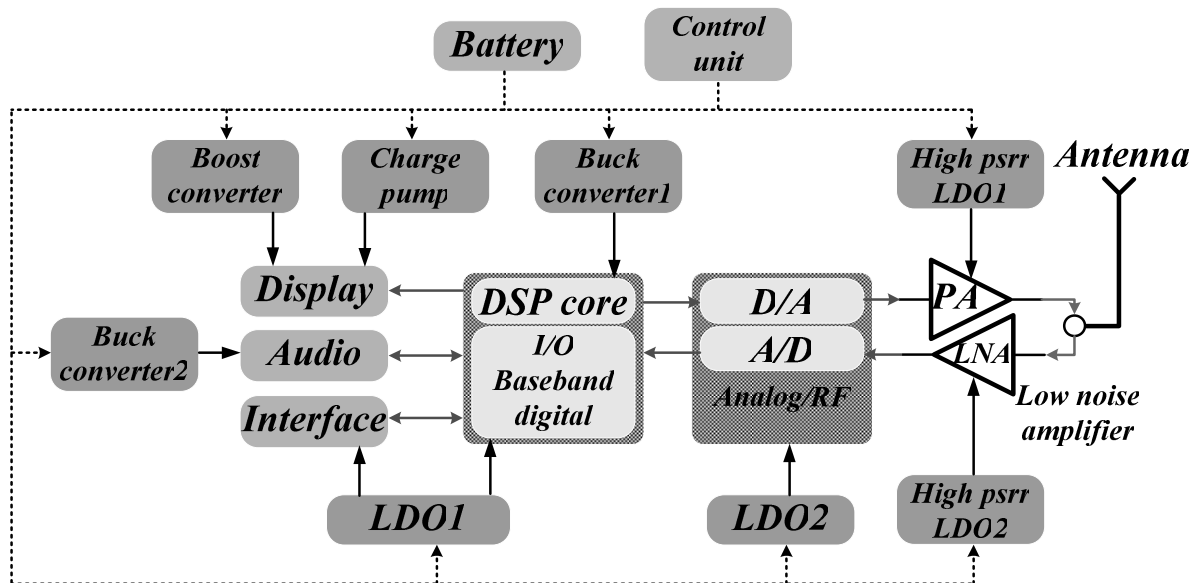 Battery
Control
unit
Boost
converter
Charge
pump
Buck
converter1
High psrr
LDO1
Antenna
Display
DSP core
D/A
PA
Buck
converter2
Audio
I/O
Baseband
digital
A/D
LNA
Analog/RF
Interface
Low noise
amplifier
LDO1
LDO2
High psrr
LDO2